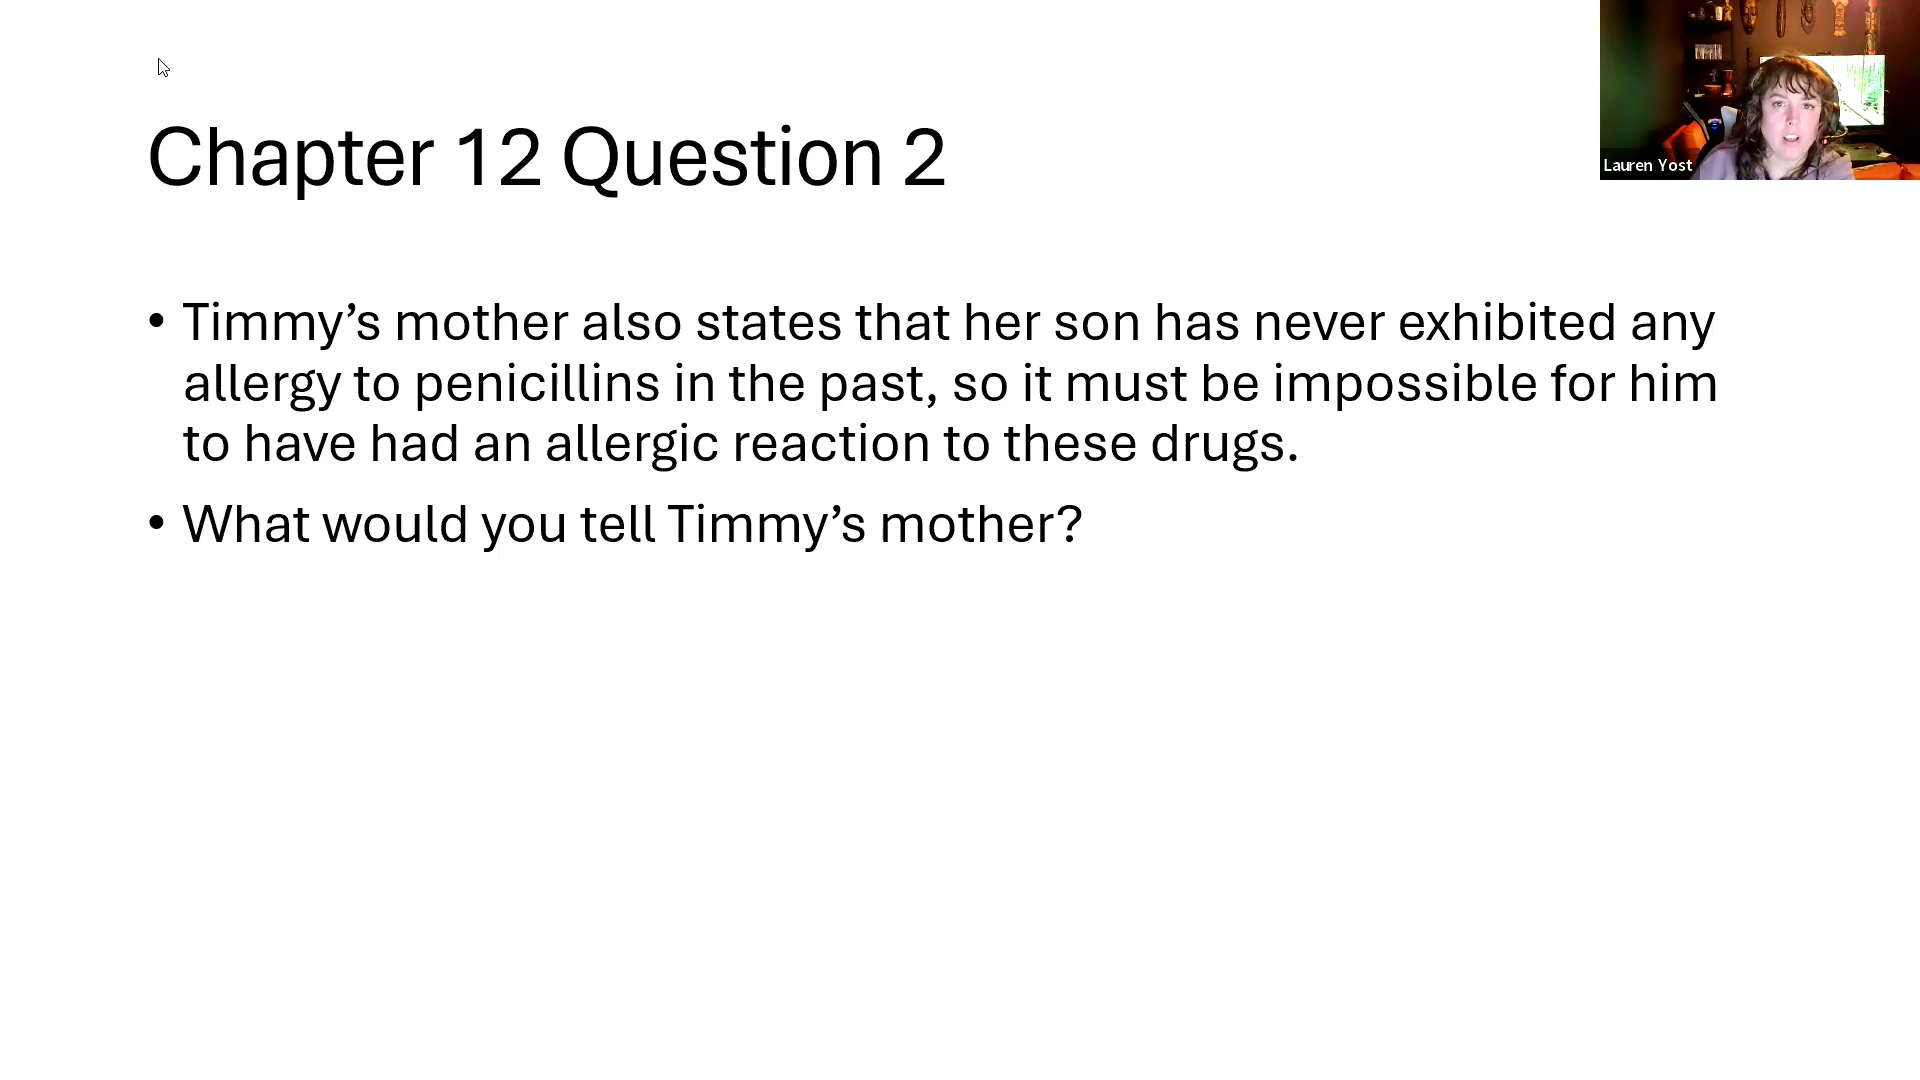 Chapter 12 Question 2
Lauren Yost
• Timmy’s mother also states that her son has never exhibited any
allergy to penicillins in the past, so it must be impossible for him
to have had an allergic reaction to these drugs.
• What would you tell Timmy’s mother?